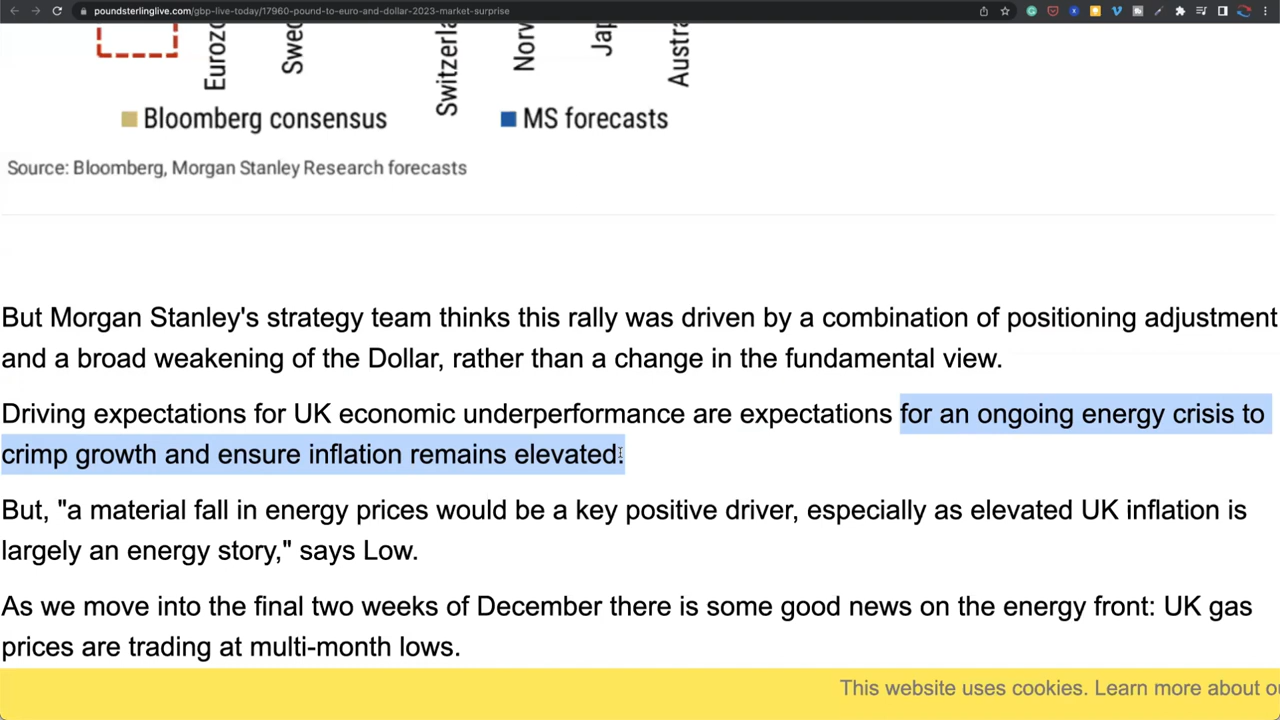 poundsterlinglive.com/gbp-live-today/17960-pound-to-euro-and-dollar-2023-market-surprise
Bloomberg consensus
MS forecasts
Source: Bloomberg, Morgan Stanley Research forecasts
But Morgan Stanley's strategy team thinks this rally was driven by a combination of positioning adjustment
and a broad weakening of the Dollar, rather than a change in the fundamental view.
Driving expectations for UK economic underperformance are expectations for an ongoing energy crisis to
crimp growth and ensure inflation remains elevated.
But, "a material fall in energy prices would be a key positive driver, especially as elevated UK inflation is
largely an energy story," says Low.
As we move into the final two weeks of December there is some good news on the energy front: UK gas
prices are trading at multi-month lows.
This website uses cookies. Learn more about